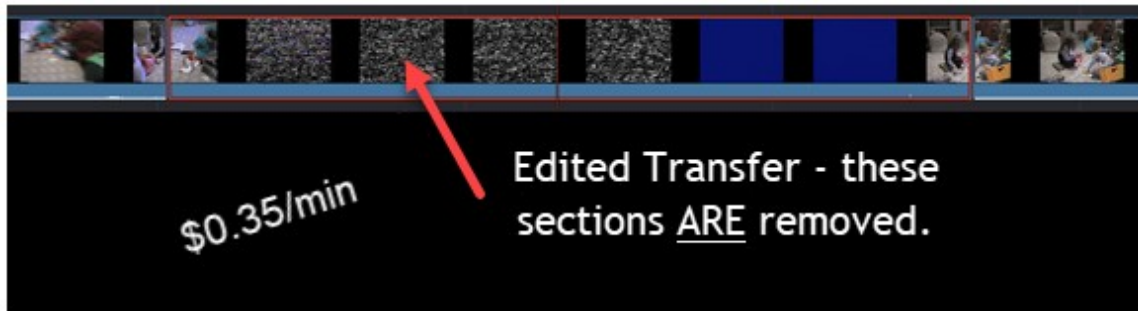 Edited Transfer - these
sections ARE removed.
$0.35/min